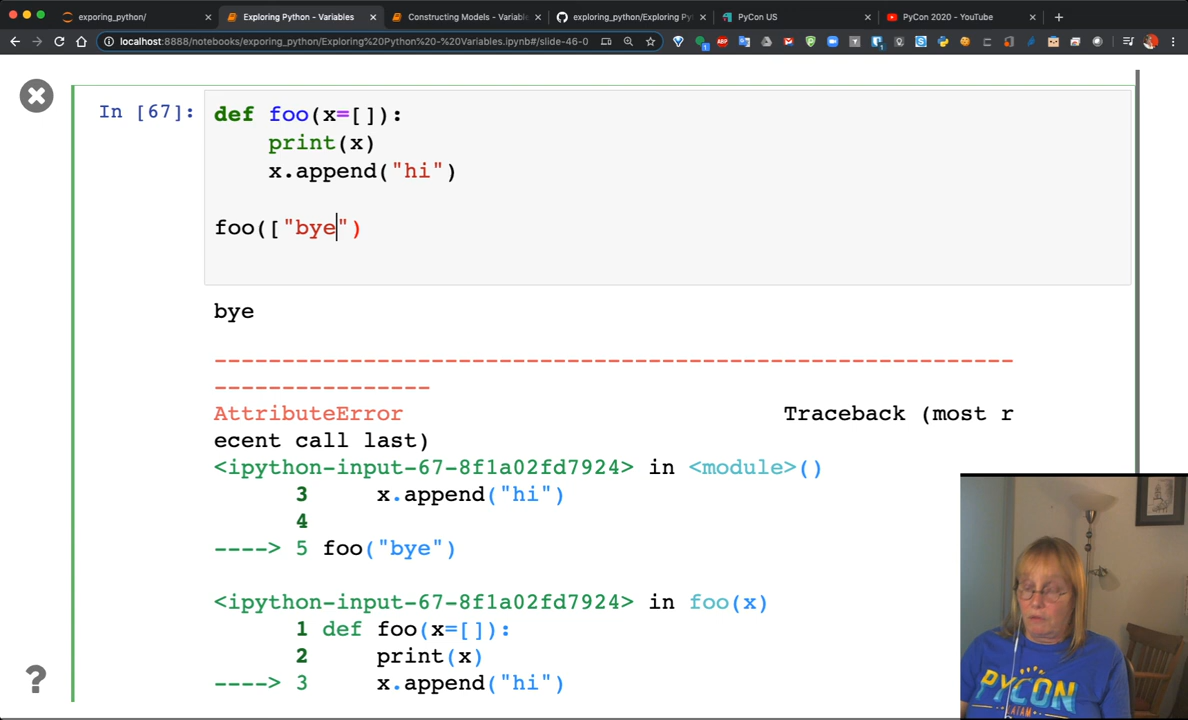 exporing_python/
Exploring Python - Variables
Constructing Models - Variable
exploring_python/Exploring Py
PyCon US
PyCon 2020 - YouTube
localhost:8888/notebooks/exporing_python/Exploring%20Python%20-%20Variables.ipynb#/slide-46-0
In [67]:
def foo(x=[]):
print(x)
x.append("hi")
foo(["bye")
bye
---------------------------------------------------------------------------
AttributeError Traceback (most r
ecent call last)
<ipython-input-67-8f1a02fd7924> in <module>()
3 x.append("hi")
4
----> 5 foo("bye")
<ipython-input-67-8f1a02fd7924> in foo(x)
1 def foo(x=[]):
2 print(x)
----> 3 x.append("hi")
?
PYCON
LATAM